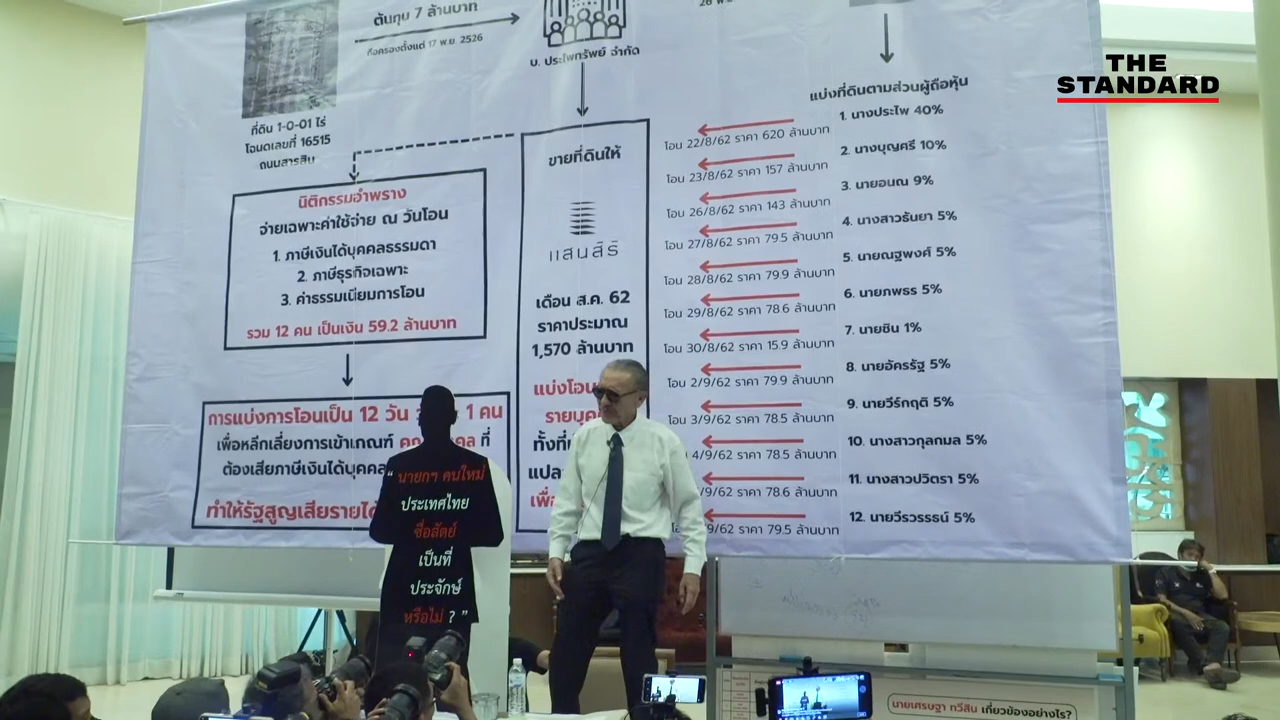 THE
STANDARD
ต้นทุน 7 ล้านบาท
ถือครองตั้งแต่ 17 พ.ย. 2526
บ. ประไพทรัพย์ จำกัด
ที่ดิน 1-0-01 ไร่
โฉนดเลขที่ 16515
ถนนสารสิน
นิติกรรมอำพราง
จ่ายเฉพาะค่าใช้จ่าย ณ วันโอน
1. ภาษีเงินได้บุคคลธรรมดา
2. ภาษีธุรกิจเฉพาะ
3. ค่าธรรมเนียมการโอน
รวม 12 คน เป็นเงิน 59.2 ล้านบาท
การแบ่งการโอนเป็น 12 วัน 1 คน
เพื่อหลีกเลี่ยงการเข้าเกณฑ์ ที่
ต้องเสียภาษีเงินได้บุคคล
ทำให้รัฐสูญเสียรายได้
ขายที่ดินให้
แสนสิริ
เดือน ส.ค. 62
ราคาประมาณ
1,570 ล้านบาท
แบ่งโอน
รายบุคคล
แบ่งที่ดินตามส่วนผู้ถือหุ้น
โอน 22/8/62 ราคา 620 ล้านบาท
1. นางประไพ 40%
โอน 23/8/62 ราคา 157 ล้านบาท
2. นางบุญศรี 10%
โอน 26/8/62 ราคา 143 ล้านบาท
3. นายอนณ 9%
โอน 27/8/62 ราคา 79.5 ล้านบาท
4. นางสาวธันยา 5%
โอน 28/8/62 ราคา 79.9 ล้านบาท
5. นายณฐพงศ์ 5%
โอน 29/8/62 ราคา 78.6 ล้านบาท
6. นายภพธร 5%
โอน 30/8/62 ราคา 15.9 ล้านบาท
7. นายชิน 1%
โอน 2/9/62 ราคา 79.9 ล้านบาท
8. นายอัครรัฐ 5%
โอน 3/9/62 ราคา 78.5 ล้านบาท
9. นายวีร์กฤติ 5%
4/9/62 ราคา 78.5 ล้านบาท
10. นางสาวกุลกมล 5%
/9/62 ราคา 78.6 ล้านบาท
11. นางสาวปวิตรา 5%
/9/62 ราคา 79.5 ล้านบาท
12. นายวีรวรรธน์ 5%
" นายกฯ คนใหม่
ประเทศไทย
ซื่อสัตย์
เป็นที่
ประจักษ์
หรือไม่ ? "
นายเศรษฐา ทวีสิน เกี่ยวข้องอย่างไร?